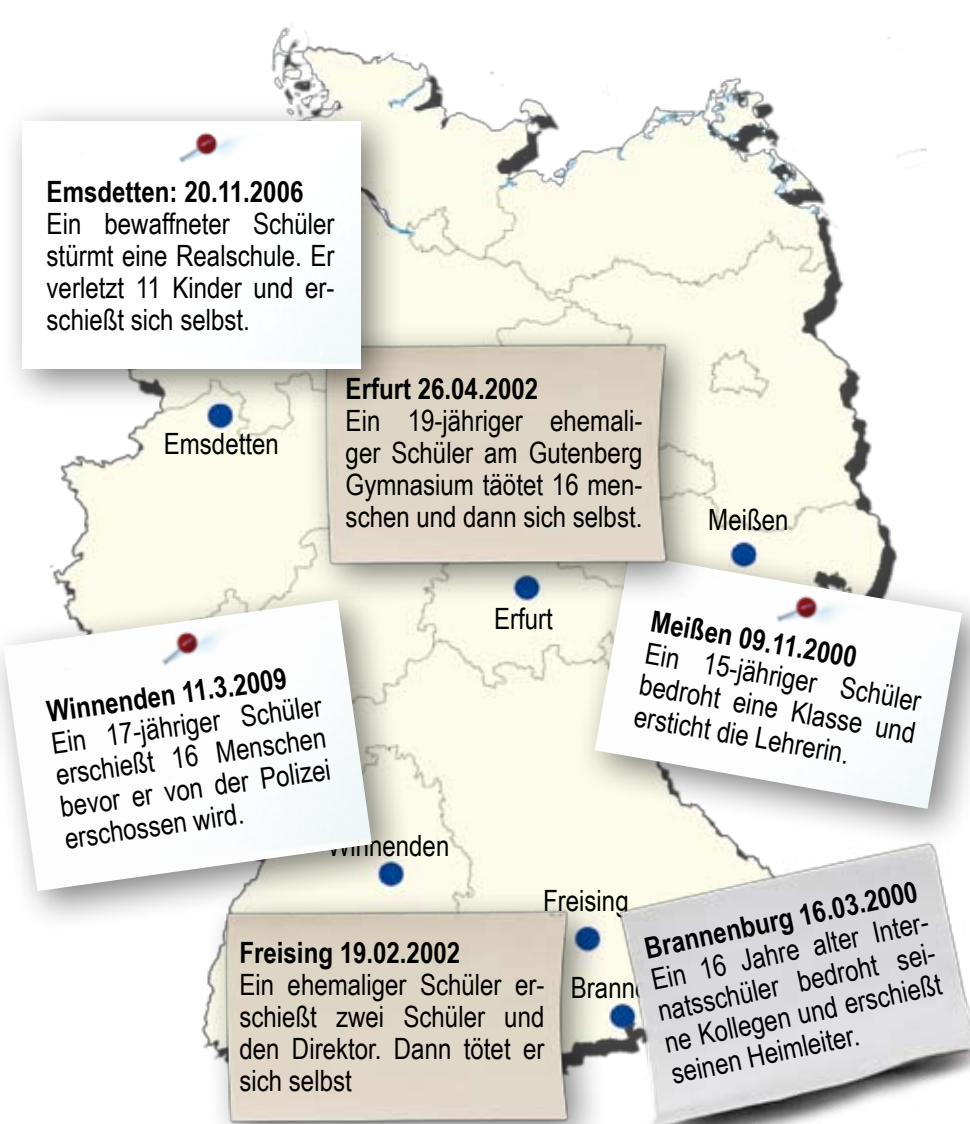 Emsdetten: 20.11.2006
Ein bewaffneter Schüler
stürmt eine Realschule. Er
verletzt 11 Kinder und er-
schießt sich selbst.
Erfurt 26.04.2002
Ein 19-jähriger ehemali-
ger Schüler am Gutenberg
Gymnasium täötet 16 men-
schen und dann sich selbst.
Emsdetten
Meißen
Erfurt
Meißen 09.11.2000
Ein 15-jähriger Schüler
bedroht eine Klasse und
ersticht die Lehrerin.
Winnenden 11.3.2009
Ein 17-jähriger Schüler
erschießt 16 Menschen
bevor er von der Polizei
erschossen wird.
Winnenden
Freising
Freising 19.02.2002
Ein ehemaliger Schüler er-
schießt zwei Schüler und
den Direktor. Dann tötet er
sich selbst
Brann
Brannenburg 16.03.2000
Ein 16 Jahre alter Inter-
natsschüler bedroht sei-
ne Kollegen und erschießt
seinen Heimleiter.